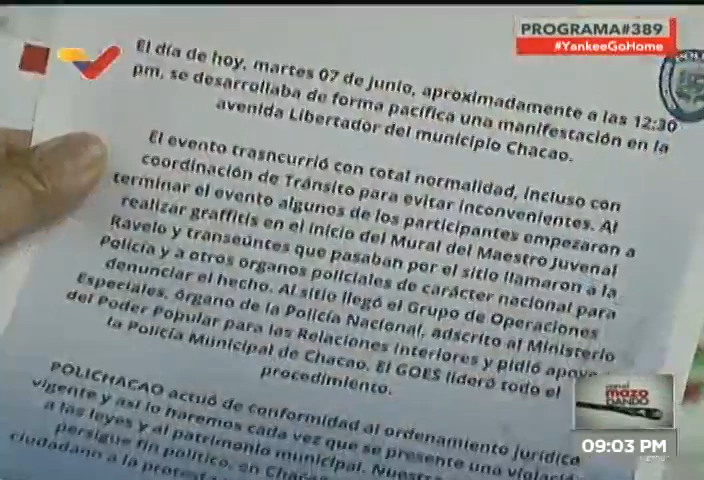 PROGRAMA#389
#YankeeGoHome
El día de hoy, martes 07 de junio, aproximadamente a las 12:30
pm, se desarrollaba de forma pacífica una manifestación en la
avenida Libertador del municipio Chacao.
El evento trasncurrió con total normalidad, incluso con
coordinación de Tránsito para evitar inconvenientes. Al
terminar el evento algunos de los participantes empezaron a
realizar graffitis en el inicio del Mural del Maestro Juvenal
Ravelo y transeúntes que pasaban por el sitio llamaron a la
Policía y a otros órganos policiales de carácter nacional para
denunciar el hecho. Al sitio llegó el Grupo de Operaciones
Especiales, órgano de la Policía Nacional, adscrito al Ministerio
del Poder Popular para las Relaciones Interiores y pidió apoyo
la Policía Municipal de Chacao. El GOES lideró todo el
procedimiento.
POLICHACAO actuó de conformidad al ordenamiento jurídico
vigente y así lo haremos cada vez que se presente una
a las leyes y al patrimonio municipal.
persigue fin político, en
ciudadano a la
con el
mazo
DANDO
09:03 PM